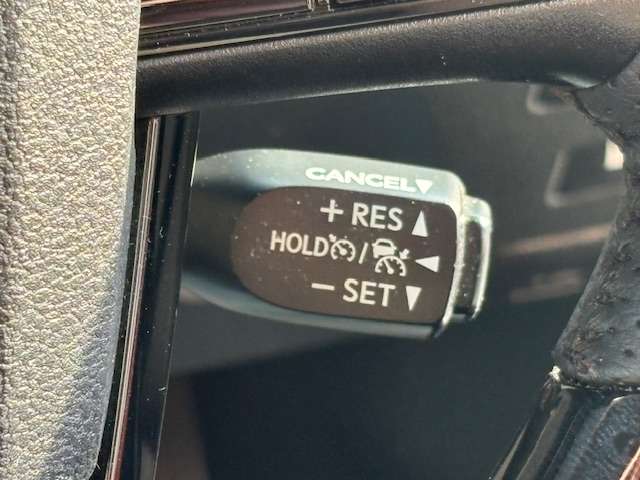 CANCEL▼
+ RES ▲
HOLD / ◀
− SET ▼